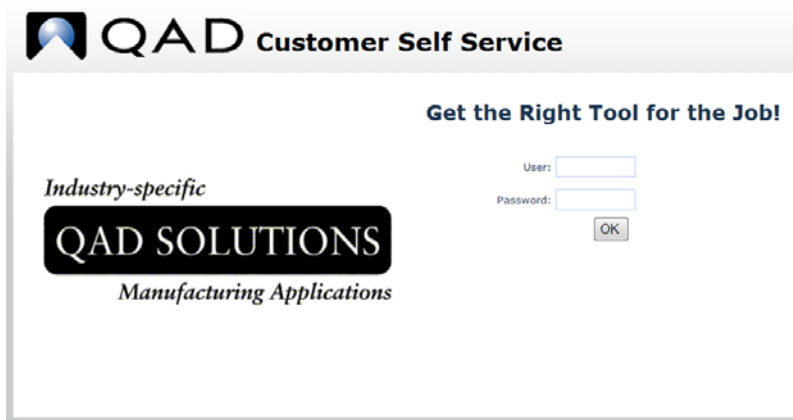 QAD Customer Self Service
Get the Right Tool for the Job!
User:
Password:
OK
Industry-specific
QAD SOLUTIONS
Manufacturing Applications